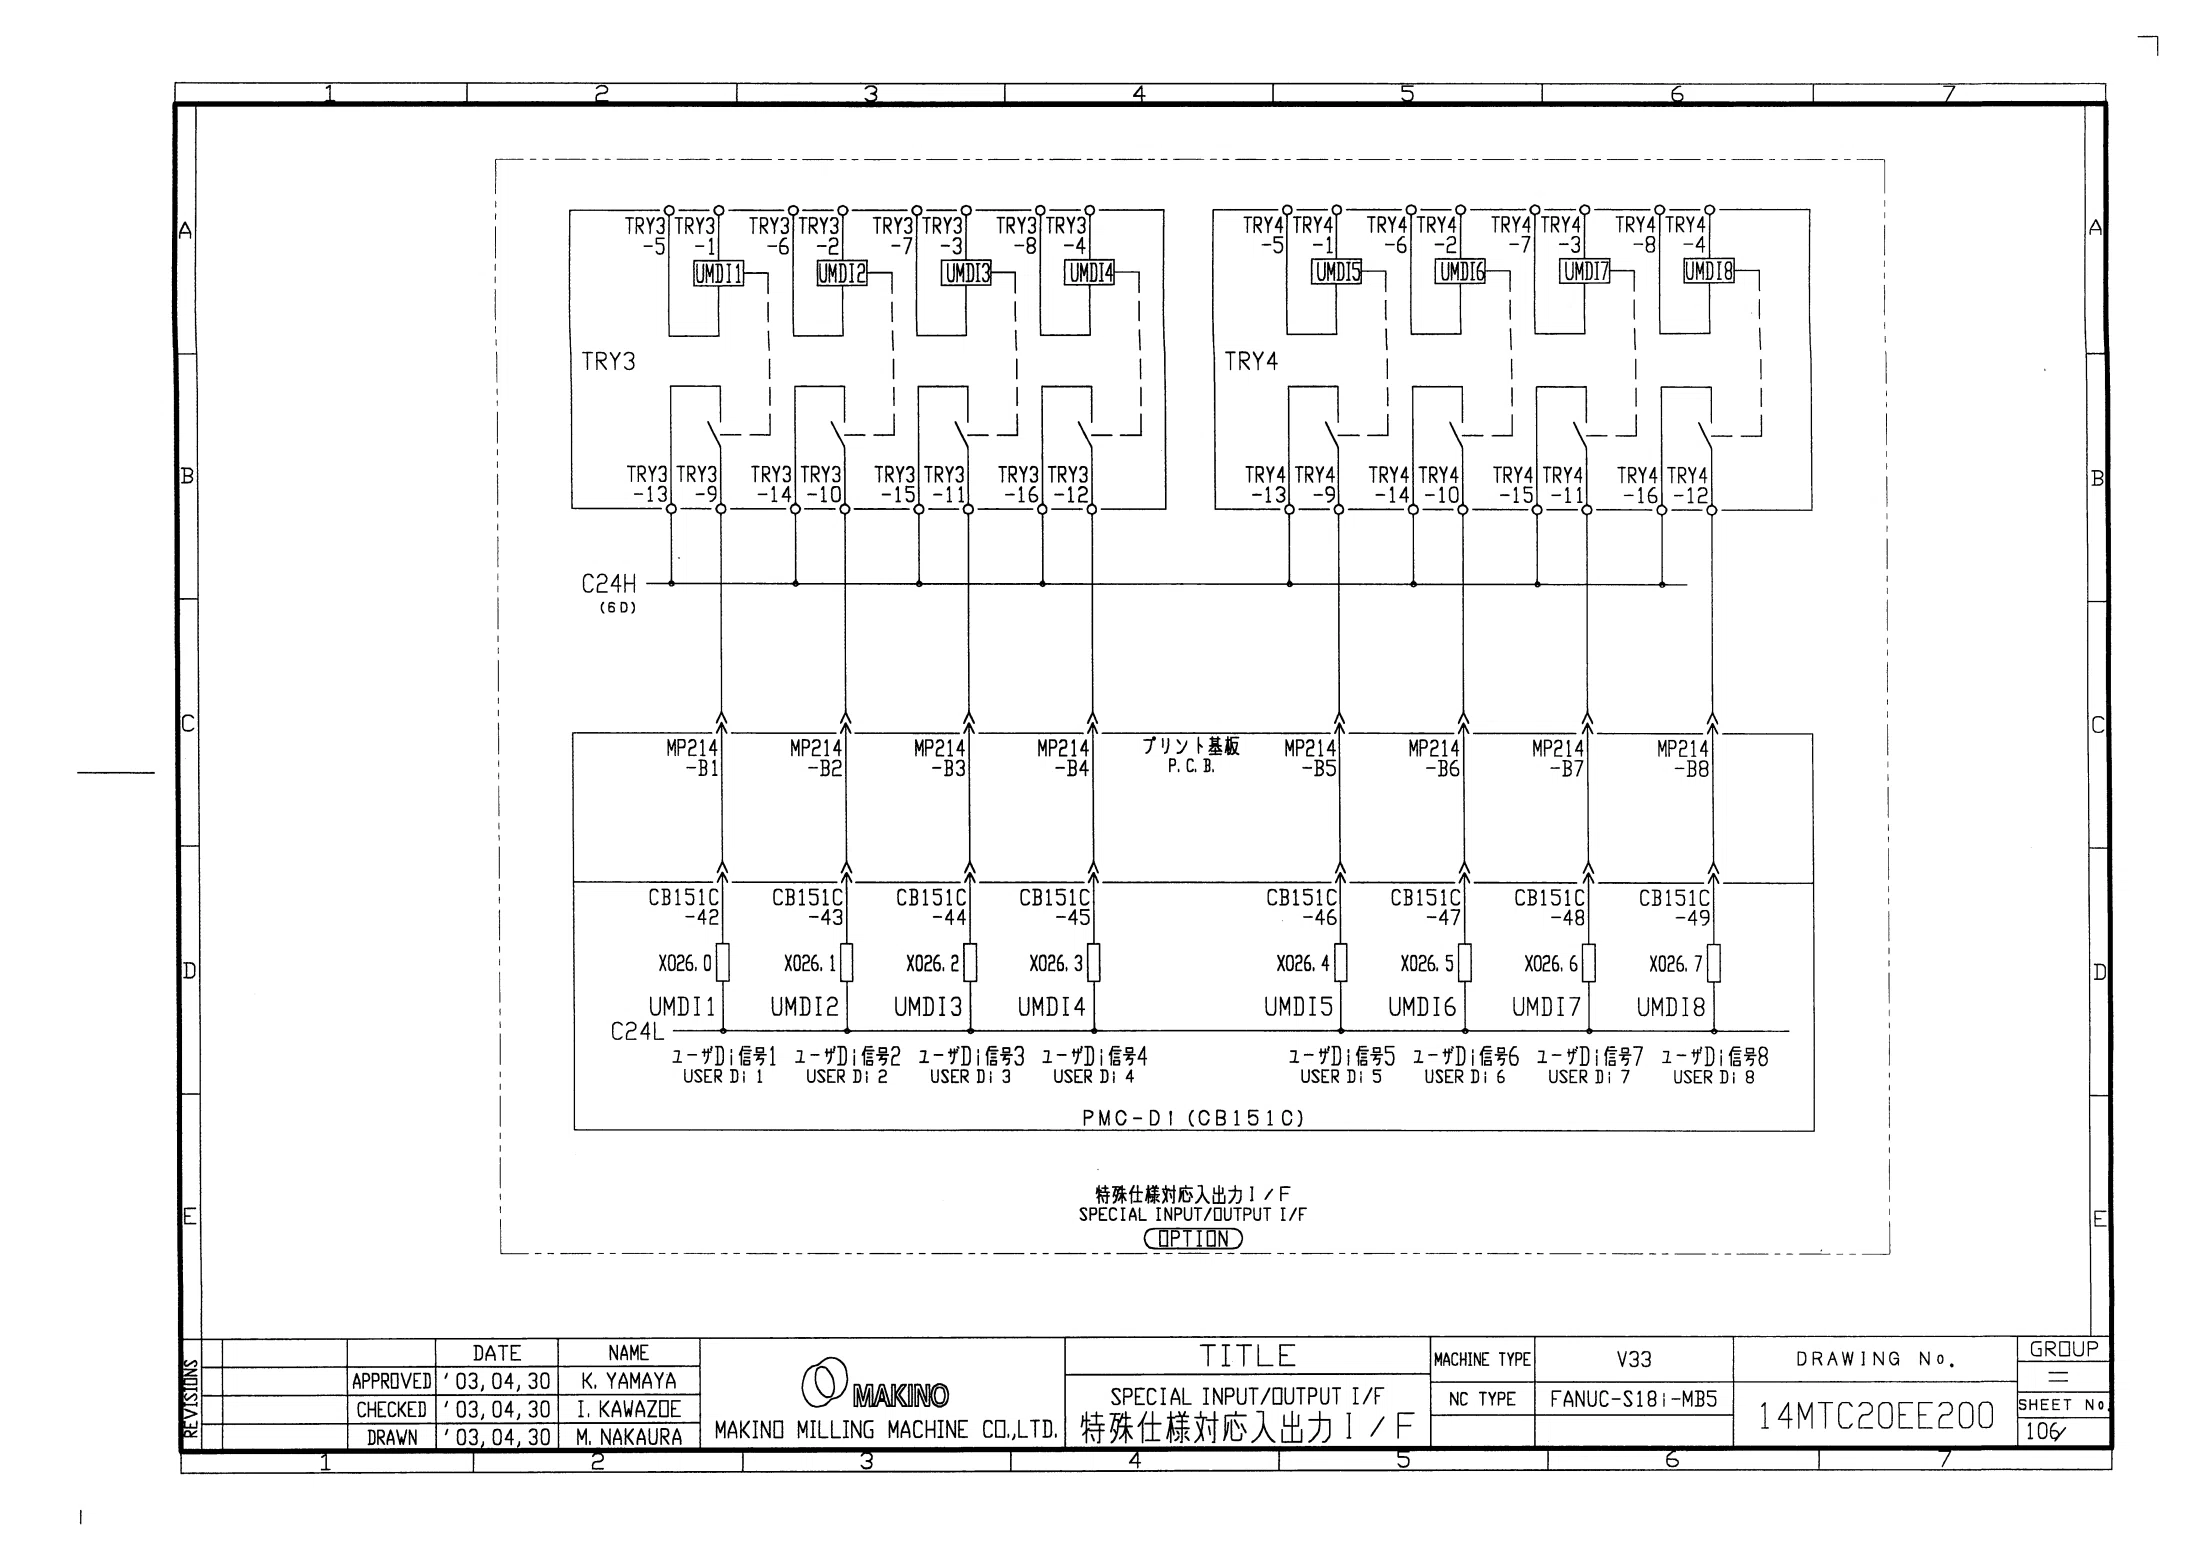 1 2 3 4 5 6 7
A A
TRY3 TRY3 TRY3 TRY3 TRY3 TRY3 TRY3 TRY3 TRY4 TRY4 TRY4 TRY4 TRY4 TRY4 TRY4 TRY4
-5 -1 -6 -2 -7 -3 -8 -4 -5 -1 -6 -2 -7 -3 -8 -4
UMDI1 UMDI2 UMDI3 UMDI4 UMDI5 UMDI6 UMDI7 UMDI8
TRY3 TRY4
B B
TRY3 TRY3 TRY3 TRY3 TRY3 TRY3 TRY3 TRY3 TRY4 TRY4 TRY4 TRY4 TRY4 TRY4 TRY4 TRY4
-13 -9 -14 -10 -15 -11 -16 -12 -13 -9 -14 -10 -15 -11 -16 -12
C24H
(6D)
C C
MP214 MP214 MP214 MP214 プリント基板 MP214 MP214 MP214 MP214
-B1 -B2 -B3 -B4 P.C.B. -B5 -B6 -B7 -B8
CB151C CB151C CB151C CB151C CB151C CB151C CB151C CB151C
-42 -43 -44 -45 -46 -47 -48 -49
D X026.0 X026.1 X026.2 X026.3 X026.4 X026.5 X026.6 X026.7 D
UMDI1 UMDI2 UMDI3 UMDI4 UMDI5 UMDI6 UMDI7 UMDI8
C24L
ユーザDi信号1 ユーザDi信号2 ユーザDi信号3 ユーザDi信号4 ユーザDi信号5 ユーザDi信号6 ユーザDi信号7 ユーザDi信号8
USER Di 1 USER Di 2 USER Di 3 USER Di 4 USER Di 5 USER Di 6 USER Di 7 USER Di 8
PMC-DI(CB151C)
特殊仕様対応入出力I/F
SPECIAL INPUT/OUTPUT I/F
E E
OPTION
REVISIONS
DATE NAME
APPROVED '03,04,30 K. YAMAYA
CHECKED '03,04,30 I. KAWAZOE
DRAWN '03,04,30 M. NAKAURA
MAKINO
MAKINO MILLING MACHINE CO.,LTD.
TITLE
SPECIAL INPUT/OUTPUT I/F
特殊仕様対応入出力I/F
MACHINE TYPE V33
NC TYPE FANUC-S18i-MB5
DRAWING No.
14MTC20EE200
GROUP
=
SHEET No.
106/
1 2 3 4 5 6 7